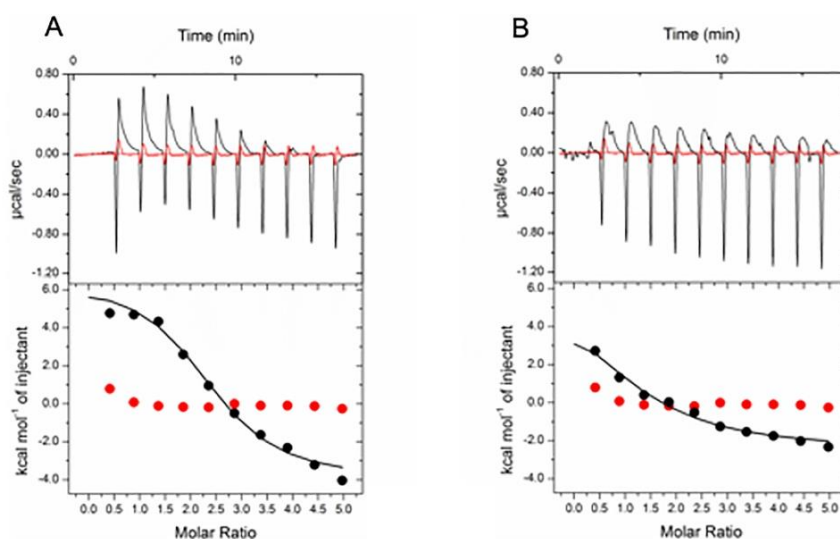 A
Time (min)
0 10
0.80
0.40
0.00
-0.40
-0.80
-1.20
µcal/sec
6.0
4.0
2.0
0.0
-2.0
-4.0
kcal mol⁻¹ of injectant
0.0 0.5 1.0 1.5 2.0 2.5 3.0 3.5 4.0 4.5 5.0
Molar Ratio
B
Time (min)
0 10
0.80
0.40
0.00
-0.40
-0.80
-1.20
µcal/sec
6.0
4.0
2.0
0.0
-2.0
-4.0
kcal mol⁻¹ of injectant
0.0 0.5 1.0 1.5 2.0 2.5 3.0 3.5 4.0 4.5 5.0
Molar Ratio